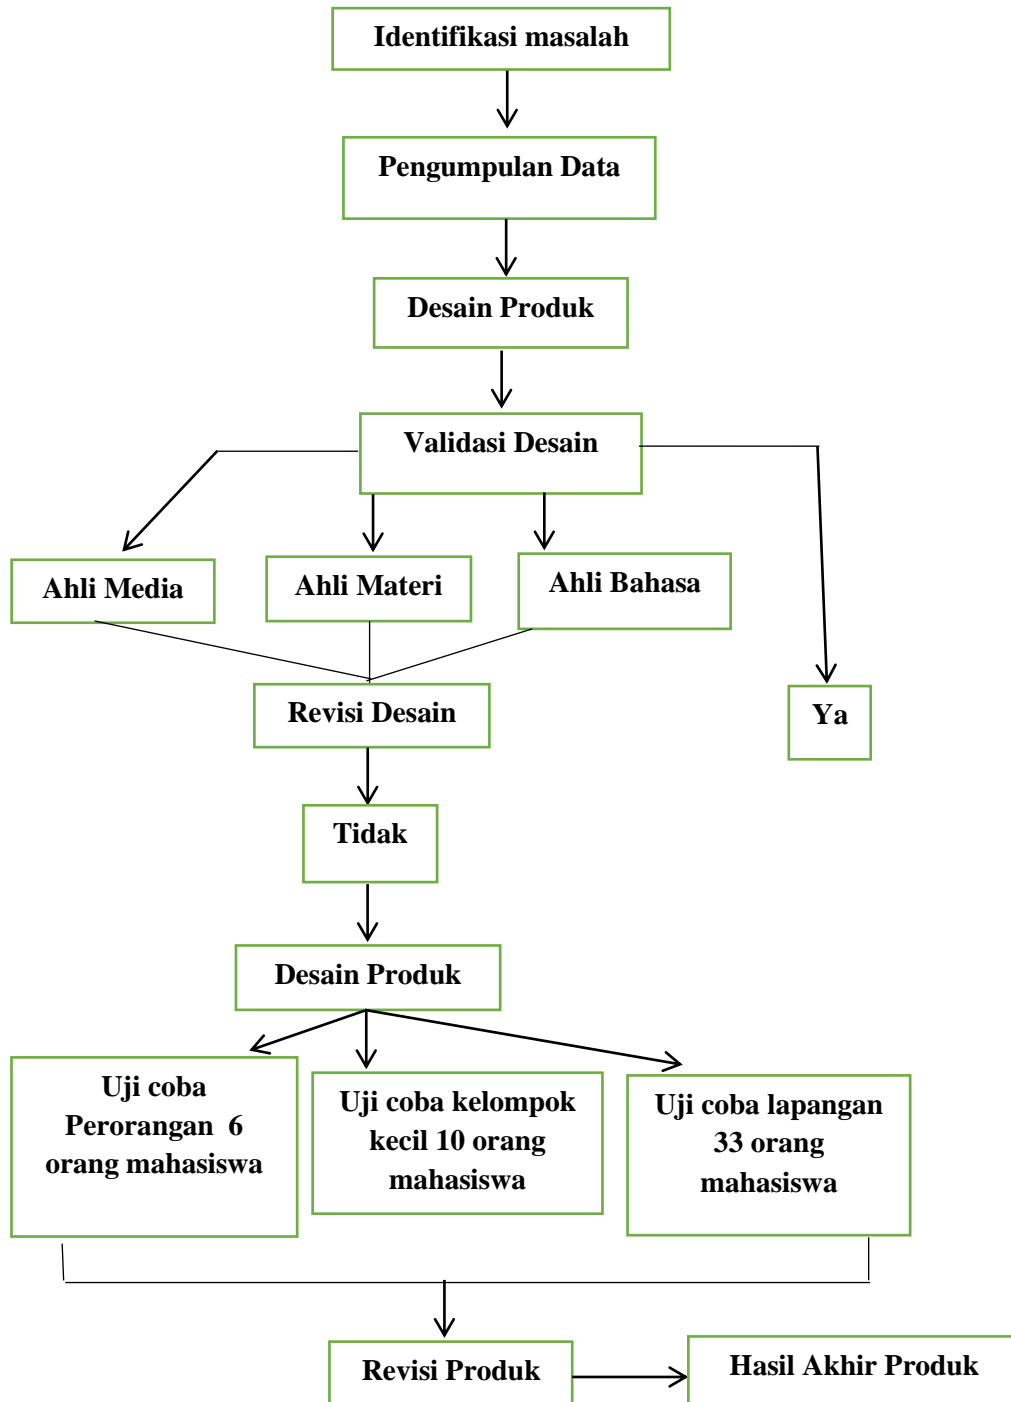 Identifikasi masalah
Pengumpulan Data
Desain Produk
Validasi Desain
Ahli Media
Ahli Materi
Ahli Bahasa
Revisi Desain
Ya
Tidak
Desain Produk
Uji coba
Perorangan 6
orang mahasiswa
Uji coba kelompok
kecil 10 orang
mahasiswa
Uji coba lapangan
33 orang
mahasiswa
Revisi Produk
Hasil Akhir Produk